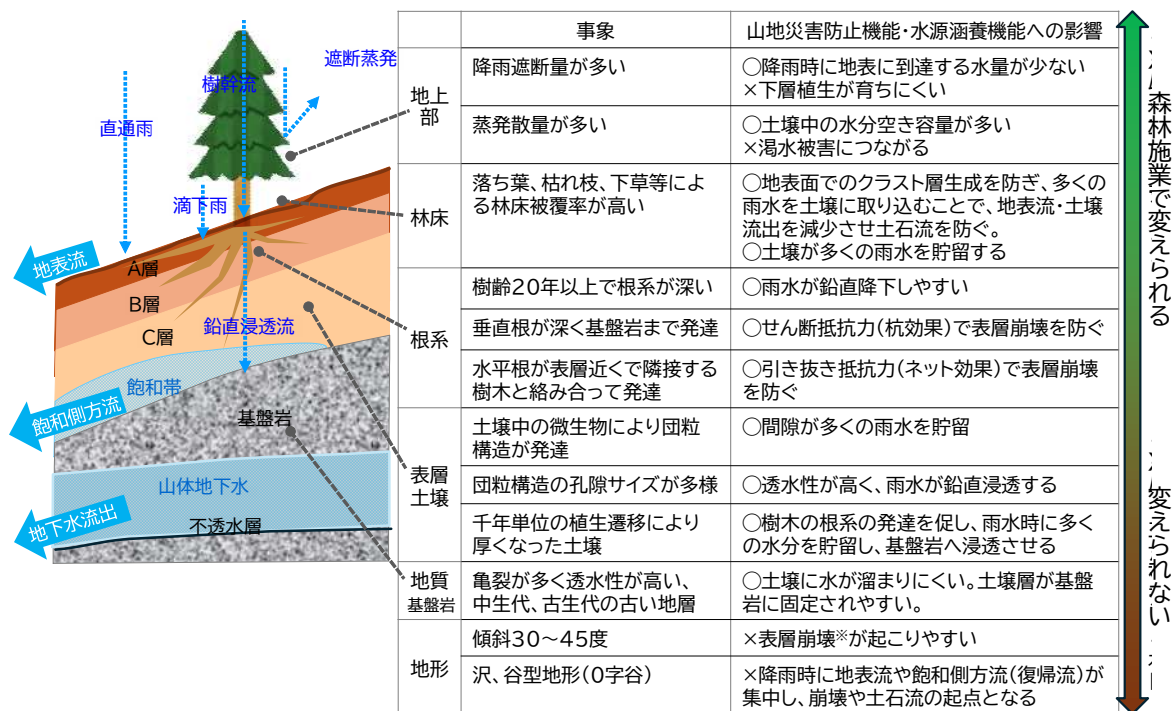 遮断蒸発
樹幹流
直通雨
滴下雨
地表流
A層
B層
C層
鉛直浸透流
飽和帯
飽和側方流
基盤岩
山体地下水
地下水流出
不透水層
事象
山地災害防止機能・水源涵養機能への影響
地上
部
降雨遮断量が多い
○降雨時に地表に到達する水量が少ない
×下層植生が育ちにくい
蒸発散量が多い
○土壌中の水分空き容量が多い
×渇水被害につながる
林床
落ち葉、枯れ枝、下草等によ
る林床被覆率が高い
○地表面でのクラスト層生成を防ぎ、多くの
雨水を土壌に取り込むことで、地表流・土壌
流出を減少させ土石流を防ぐ。
○土壌が多くの雨水を貯留する
根系
樹齢20年以上で根系が深い
○雨水が鉛直降下しやすい
垂直根が深く基盤岩まで発達
○せん断抵抗力(杭効果)で表層崩壊を防ぐ
水平根が表層近くで隣接する
樹木と絡み合って発達
○引き抜き抵抗力(ネット効果)で表層崩壊
を防ぐ
表層
土壌
土壌中の微生物により団粒
構造が発達
○間隙が多くの雨水を貯留
団粒構造の孔隙サイズが多様
○透水性が高く、雨水が鉛直浸透する
千年単位の植生遷移により
厚くなった土壌
○樹木の根系の発達を促し、雨水時に多く
の水分を貯留し、基盤岩へ浸透させる
地質
基盤岩
亀裂が多く透水性が高い、
中生代、古生代の古い地層
○土壌に水が溜まりにくい。土壌層が基盤
岩に固定されやすい。
地形
傾斜30～45度
×表層崩壊※が起こりやすい
沢、谷型地形(0字谷)
×降雨時に地表流や飽和側方流(復帰流)が
集中し、崩壊や土石流の起点となる
森林施業で変えられる
変えられない